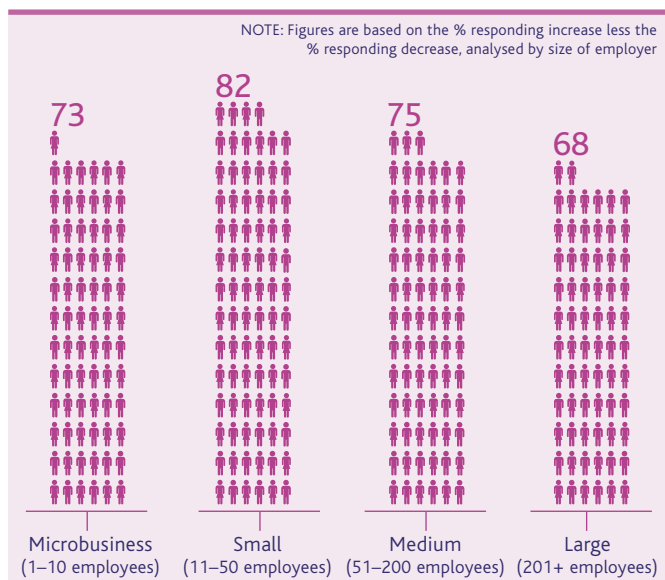 NOTE: Figures are based on the % responding increase less the
% responding decrease, analysed by size of employer
73
82
75
68
Microbusiness
(1–10 employees)
Small
(11–50 employees)
Medium
(51–200 employees)
Large
(201+ employees)